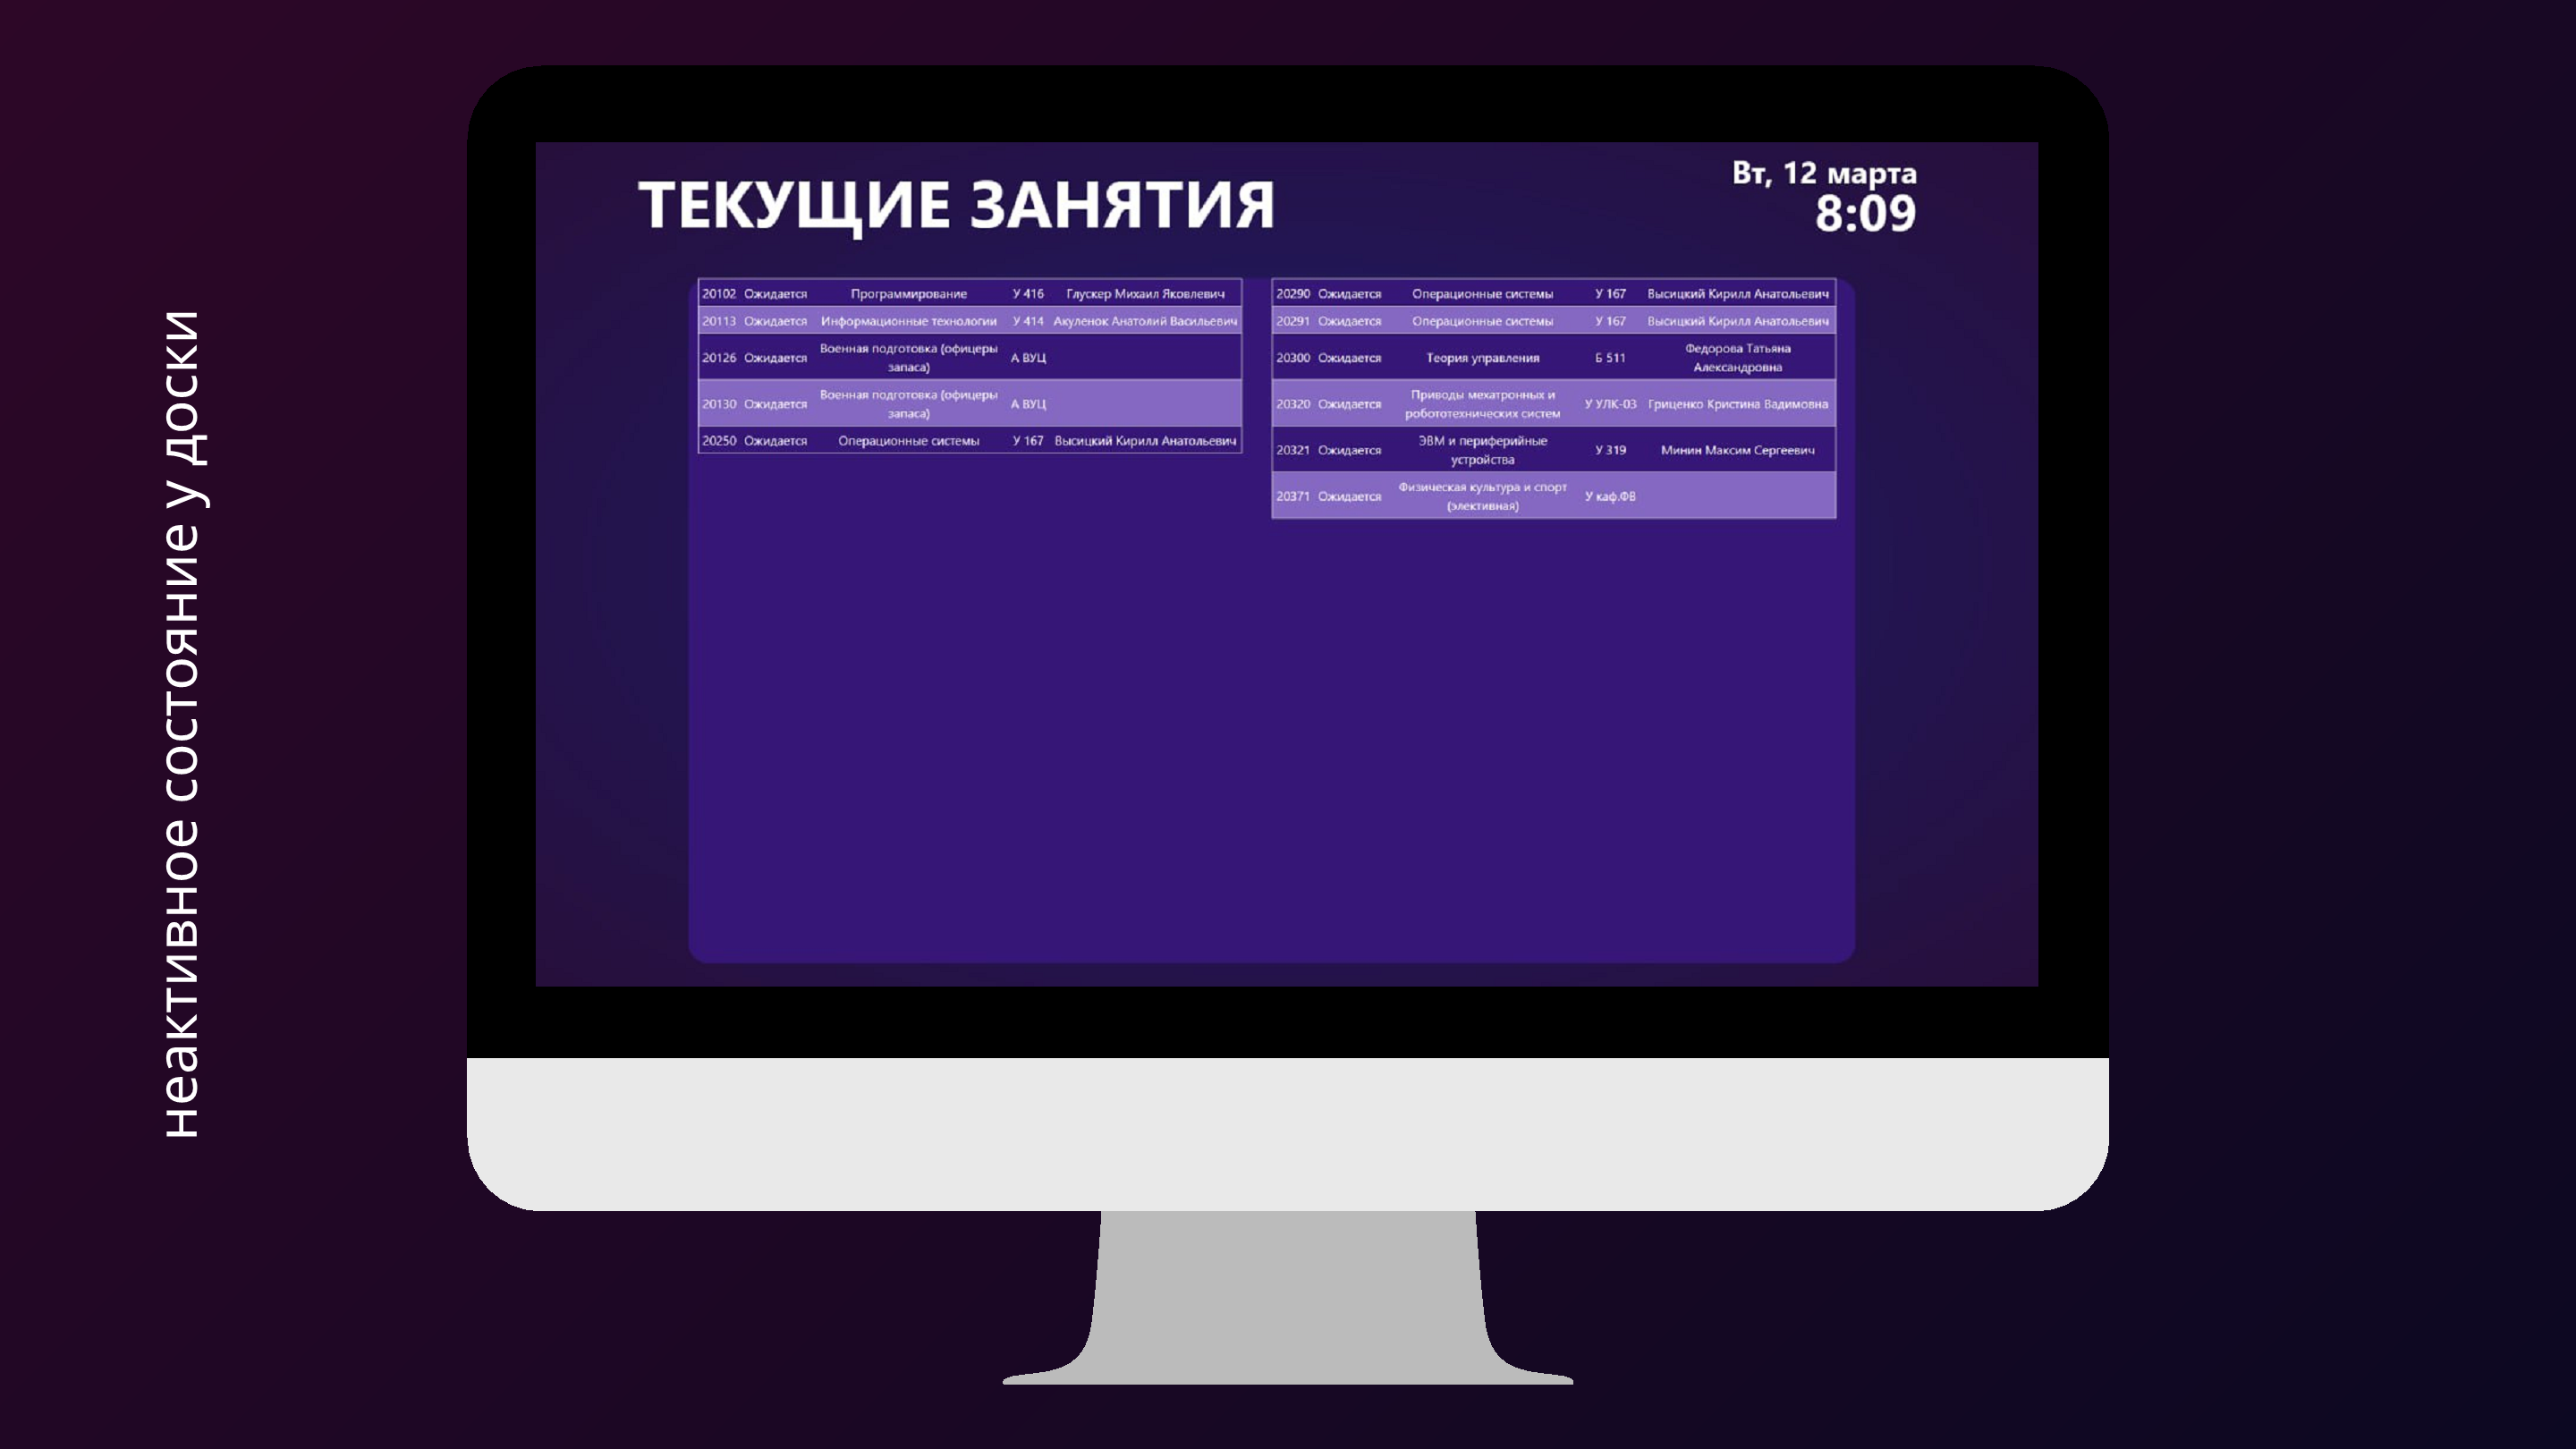 неактивное состояние у доски
ТЕКУЩИЕ ЗАНЯТИЯ
Вт, 12 марта
8:09
20102 Ожидается Программирование У 416 Глускер Михаил Яковлевич
20113 Ожидается Информационные технологии У 414 Акуленок Анатолий Васильевич
20126 Ожидается Военная подготовка (офицеры
запаса) А ВУЦ
20130 Ожидается Военная подготовка (офицеры
запаса) А ВУЦ
20250 Ожидается Операционные системы У 167 Высицкий Кирилл Анатольевич
20290 Ожидается Операционные системы У 167 Высицкий Кирилл Анатольевич
20291 Ожидается Операционные системы У 167 Высицкий Кирилл Анатольевич
20300 Ожидается Теория управления Б 511 Федорова Татьяна
Александровна
20320 Ожидается Приводы мехатронных и
робототехнических систем У УЛК-03 Гриценко Кристина Вадимовна
20321 Ожидается ЭВМ и периферийные
устройства У 319 Минин Максим Сергеевич
20371 Ожидается Физическая культура и спорт
(элективная) У каф.ФВ